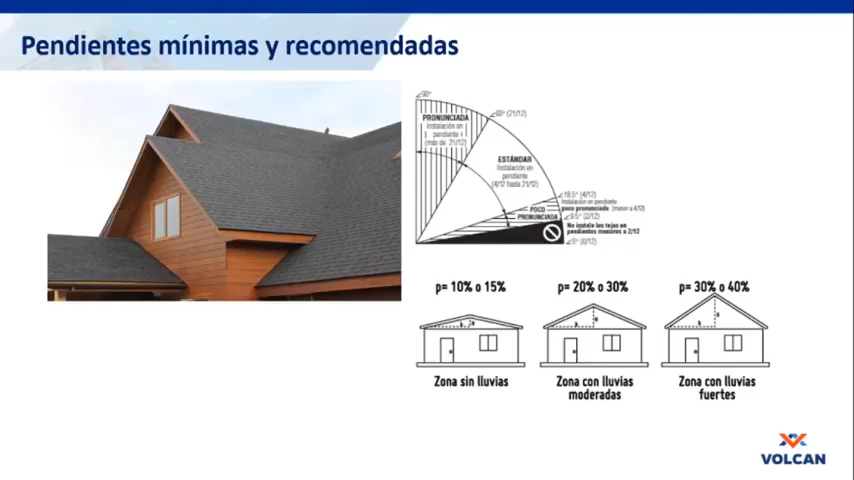 Pendientes mínimas y recomendadas
∠90°
∠60° (21/12)
PRONUNCIADA
Instalación en
pendiente
(más de 21/12)
ESTÁNDAR
Instalación en
pendiente
(4/12 hasta 21/12)
∠18.5° (4/12)
Instalación en pendiente
poco pronunciada (menor a 4/12)
POCO
PRONUNCIADA
∠9.5° (2/12)
No instale las tejas en
pendientes menores a 2/12
∠0° (0/12)
p= 10% o 15%
p= 20% o 30%
p= 30% o 40%
Zona sin lluvias
Zona con lluvias
moderadas
Zona con lluvias
fuertes
VOLCAN